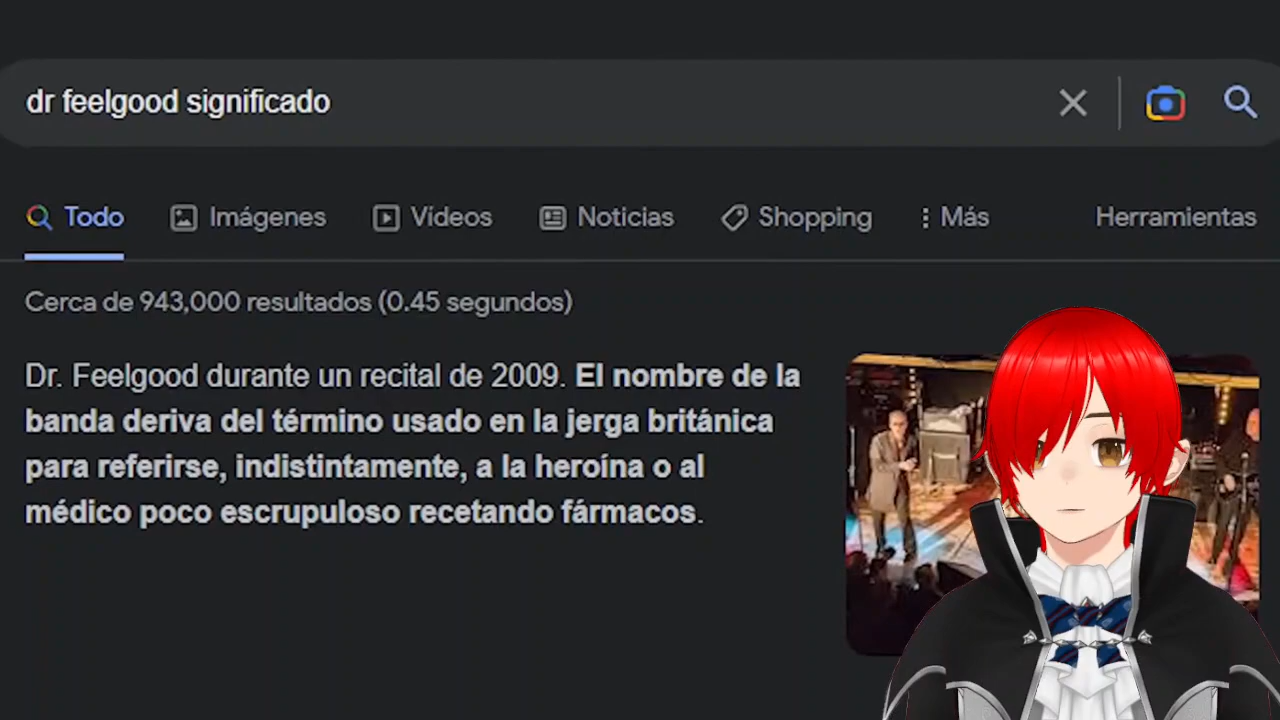 dr feelgood significado
Todo Imágenes Videos Noticias Shopping Más Herramientas
Cerca de 943,000 resultados (0.45 segundos)
Dr. Feelgood durante un recital de 2009. El nombre de la
banda deriva del término usado en la jerga británica
para referirse, indistintamente, a la heroína o al
médico poco escrupuloso recetando fármacos.